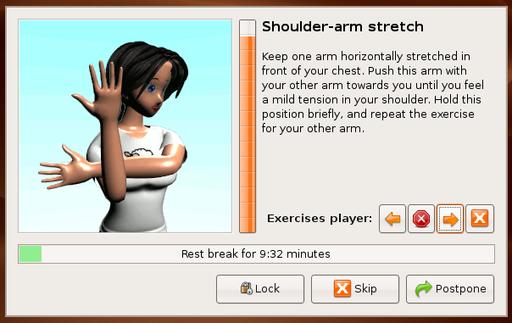 Shoulder-arm stretch
Keep one arm horizontally stretched in
front of your chest. Push this arm with
your other arm towards you until you feel
a mild tension in your shoulder. Hold this
position briefly, and repeat the exercise
for your other arm.
Exercises player:
Rest break for 9:32 minutes
Lock
Skip
Postpone